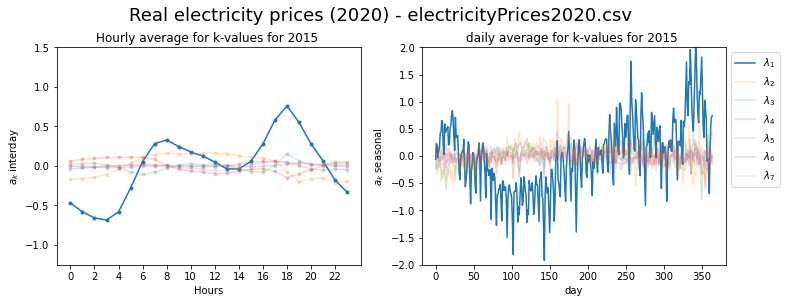 Real electricity prices (2020) - electricityPrices2020.csv
Hourly average for k-values for 2015
1.5
1.0
0.5
0.0
−0.5
−1.0
a_k interday
0 2 4 6 8 10 12 14 16 18 20 22
Hours
daily average for k-values for 2015
2.0
1.5
1.0
0.5
0.0
−0.5
−1.0
−1.5
−2.0
a_k seasonal
0 50 100 150 200 250 300 350
day
λ₁
λ₂
λ₃
λ₄
λ₅
λ₆
λ₇